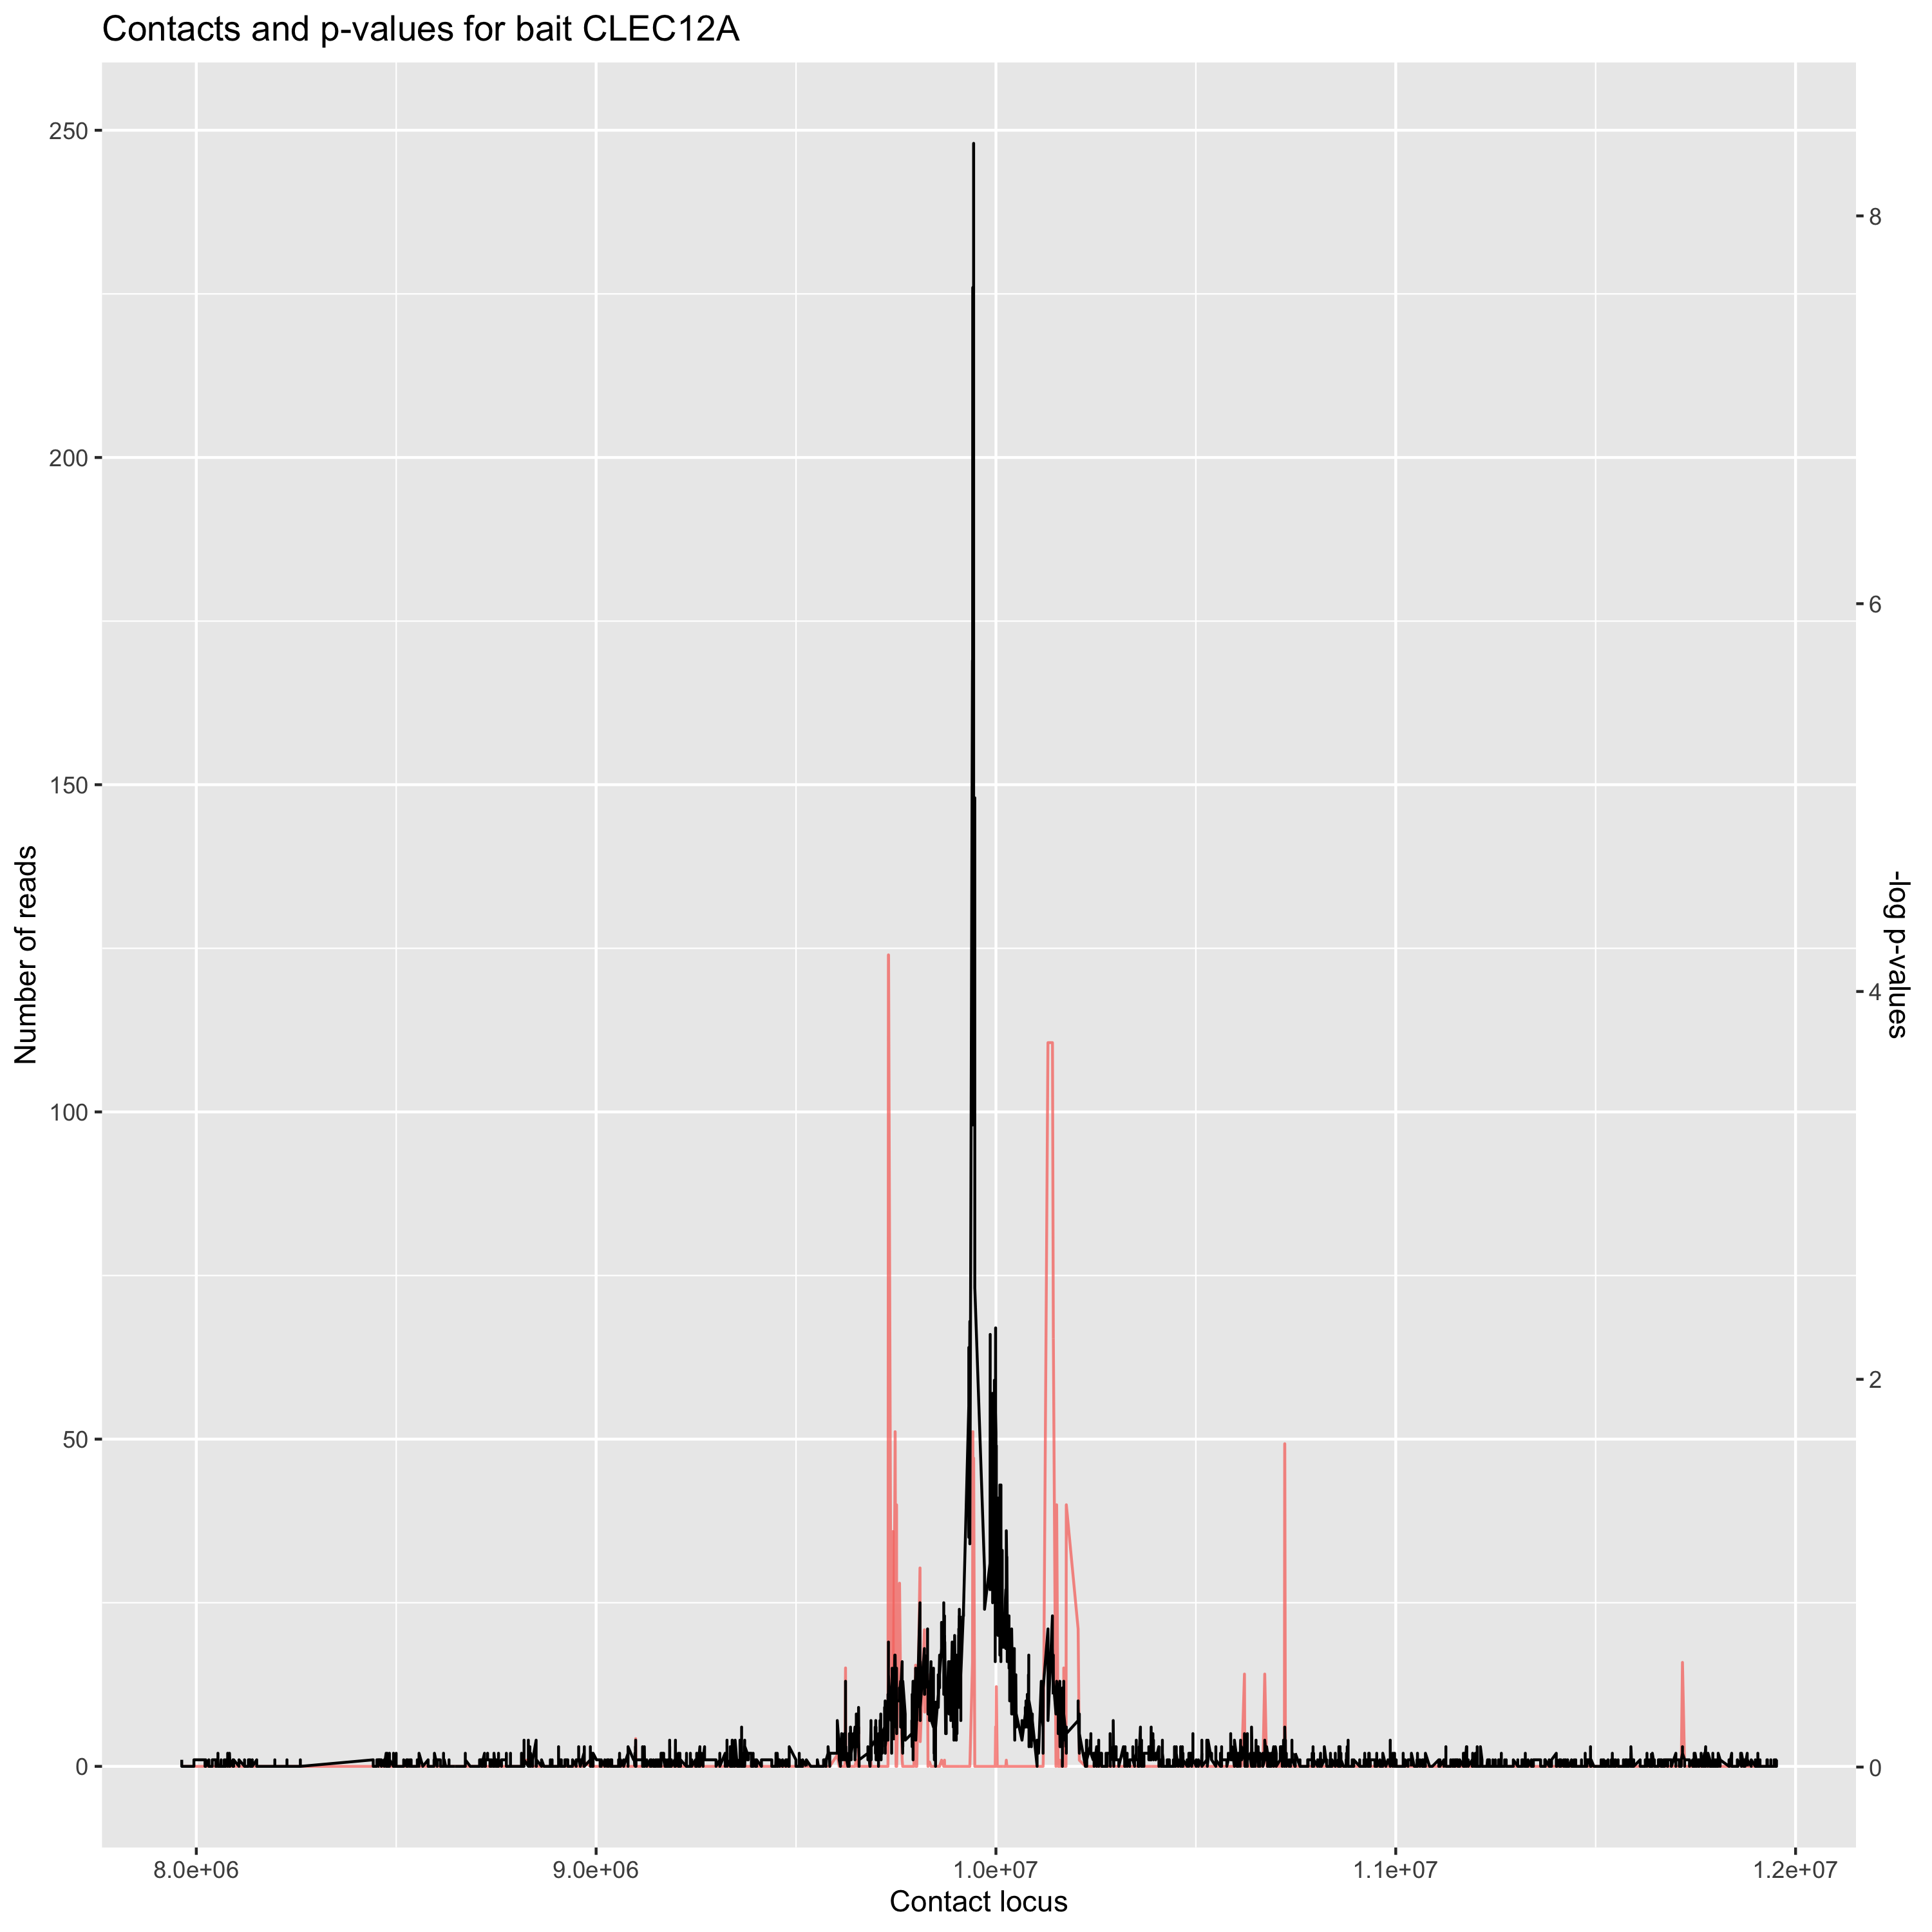 Contacts and p-values for bait CLEC12A
250
200
150
100
50
0
Number of reads
8
6
4
2
0
-log p-values
8.0e+06
9.0e+06
1.0e+07
1.1e+07
1.2e+07
Contact locus